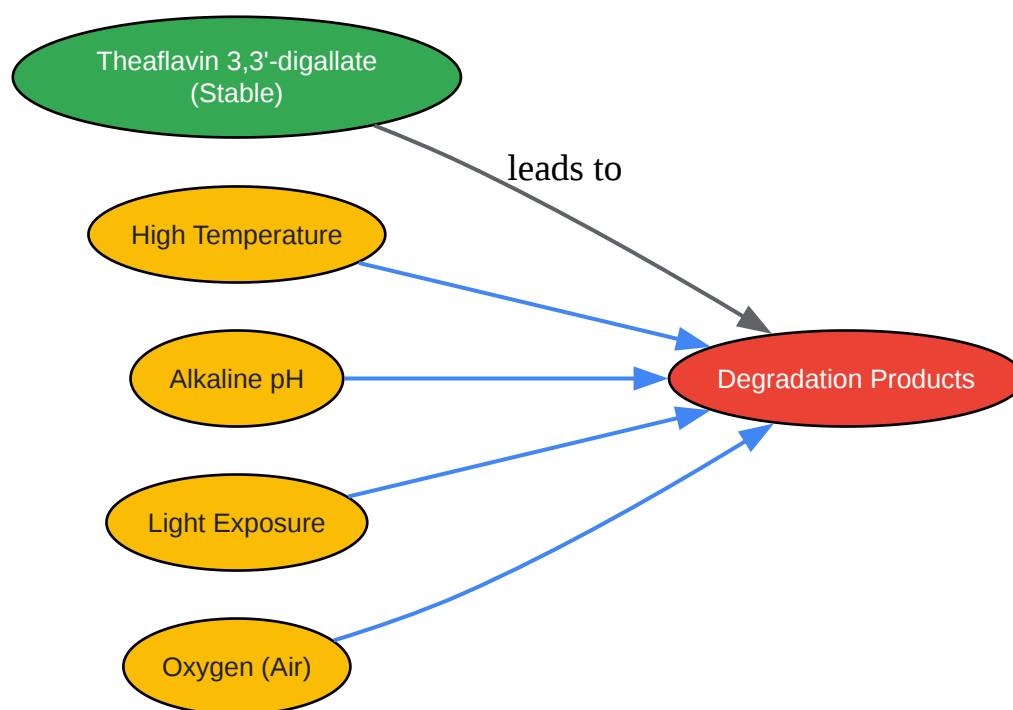 Theaflavin 3,3'-digallate
(Stable)
leads to
High Temperature
Alkaline pH
Degradation Products
Light Exposure
Oxygen (Air)